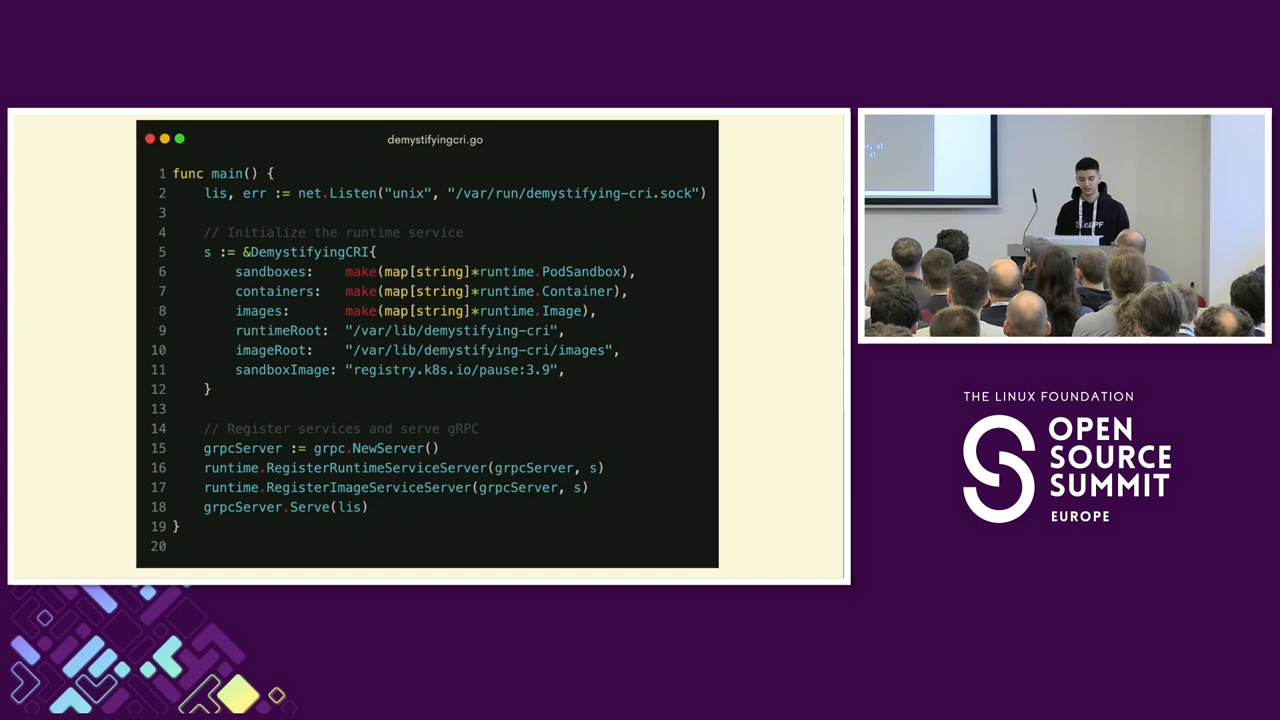 demystifyingcri.go
1 func main() {
2 lis, err := net.Listen("unix", "/var/run/demystifying-cri.sock")
3
4 // Initialize the runtime service
5 s := &DemystifyingCRI{
6 sandboxes: make(map[string]*runtime.PodSandbox),
7 containers: make(map[string]*runtime.Container),
8 images: make(map[string]*runtime.Image),
9 runtimeRoot: "/var/lib/demystifying-cri",
10 imageRoot: "/var/lib/demystifying-cri/images",
11 sandboxImage: "registry.k8s.io/pause:3.9",
12 }
13
14 // Register services and serve gRPC
15 grpcServer := grpc.NewServer()
16 runtime.RegisterRuntimeServiceServer(grpcServer, s)
17 runtime.RegisterImageServiceServer(grpcServer, s)
18 grpcServer.Serve(lis)
19 }
20
THE LINUX FOUNDATION
OPEN
SOURCE
SUMMIT
EUROPE